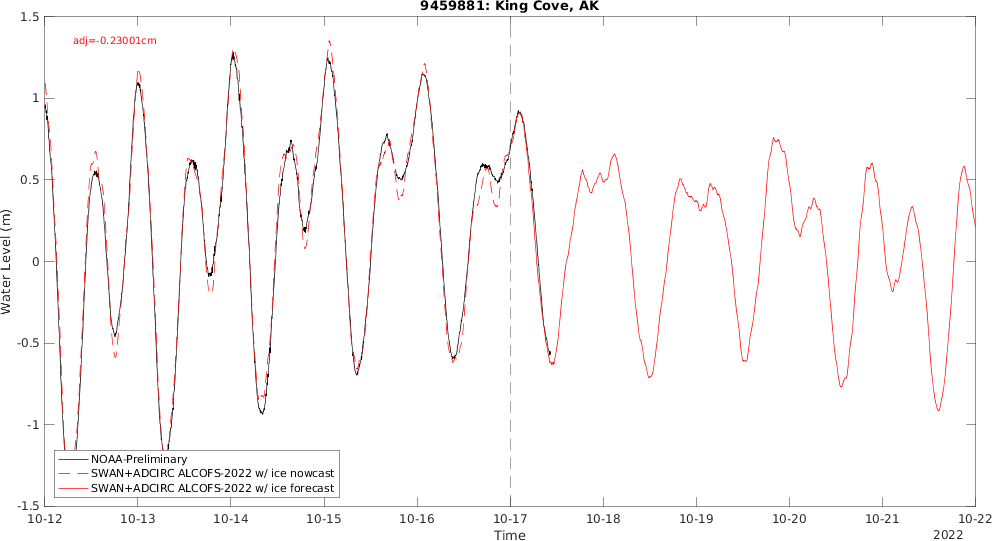 9459881: King Cove, AK
adj=-0.23001cm
1.5
1
0.5
0
-0.5
-1
-1.5
Water Level (m)
NOAA-Preliminary
SWAN+ADCIRC ALCOFS-2022 w/ ice nowcast
SWAN+ADCIRC ALCOFS-2022 w/ ice forecast
10-12 10-13 10-14 10-15 10-16 10-17 10-18 10-19 10-20 10-21 10-22
Time
2022